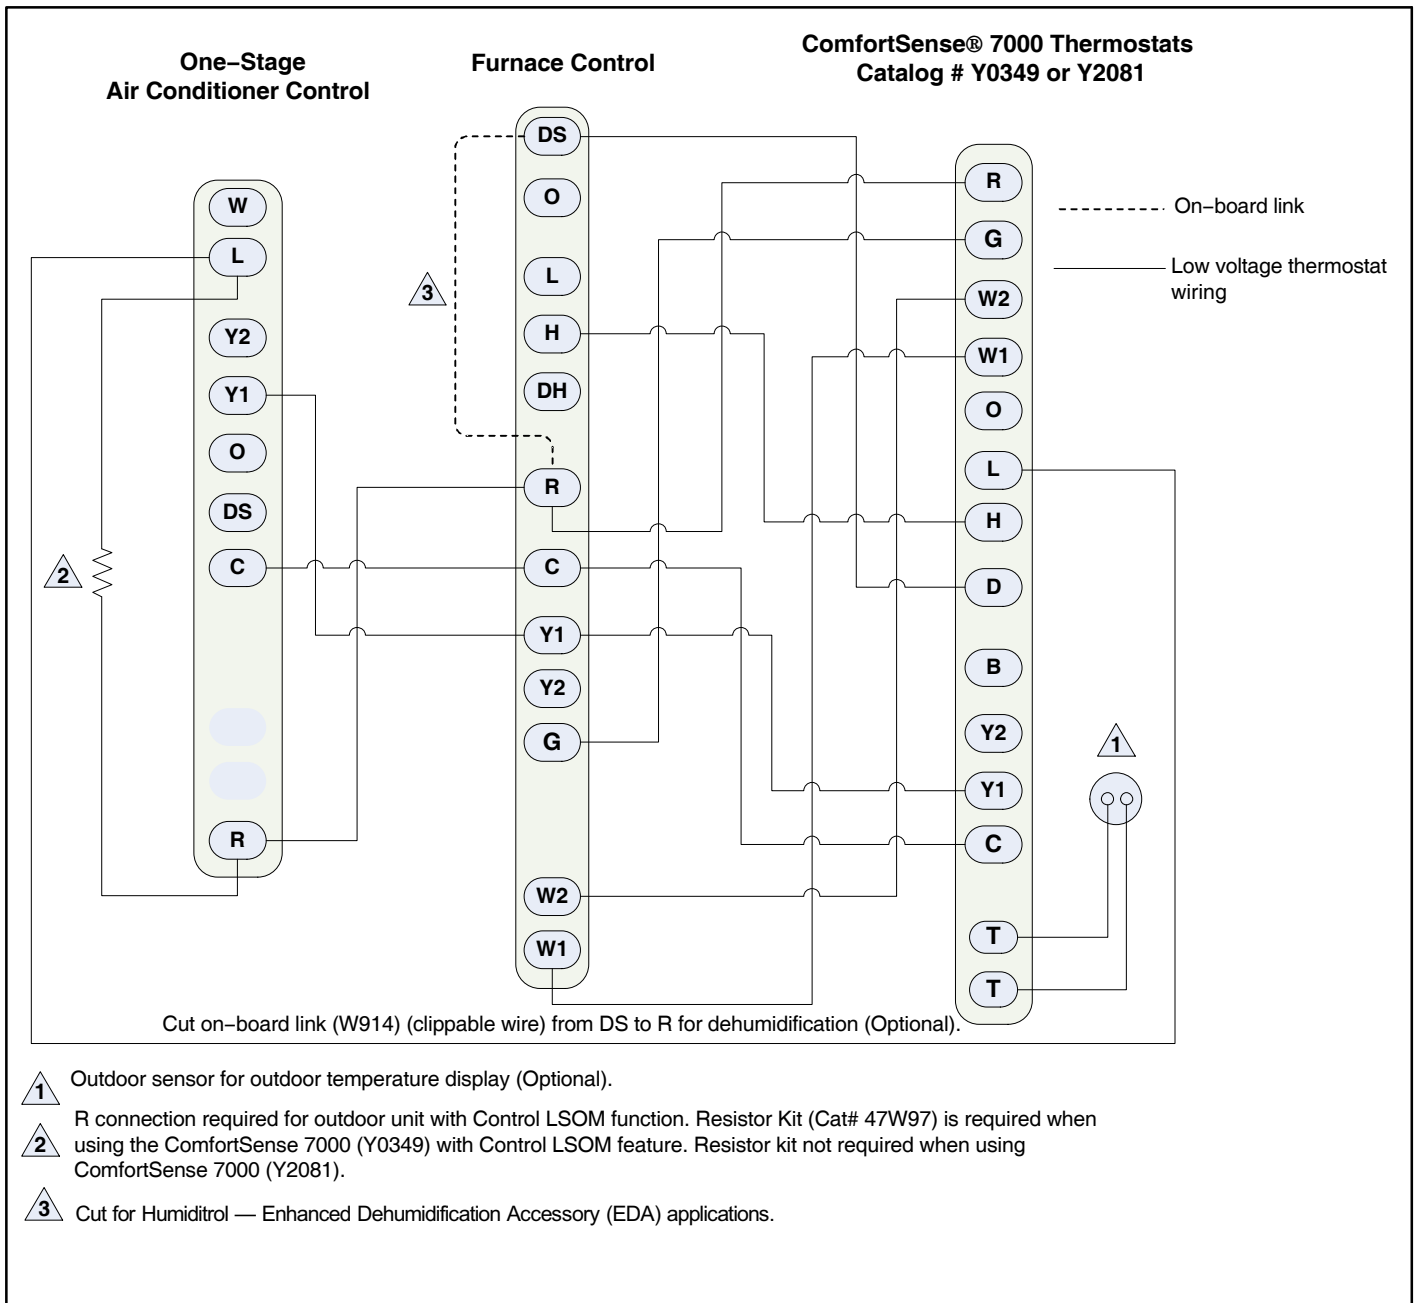 One−Stage
Air Conditioner Control
Furnace Control
ComfortSense® 7000 Thermostats
Catalog # Y0349 or Y2081
W
L
Y2
Y1
O
DS
C
R
2
3
DS
O
L
H
DH
R
C
Y1
Y2
G
W2
W1
R
G
W2
W1
O
L
H
D
B
Y2
Y1
C
T
T
1
On−board link
Low voltage thermostat
wiring
Cut on−board link (W914) (clippable wire) from DS to R for dehumidification (Optional).
1 Outdoor sensor for outdoor temperature display (Optional).
R connection required for outdoor unit with Control LSOM function. Resistor Kit (Cat# 47W97) is required when
2 using the ComfortSense 7000 (Y0349) with Control LSOM feature. Resistor kit not required when using
ComfortSense 7000 (Y2081).
3 Cut for Humiditrol — Enhanced Dehumidification Accessory (EDA) applications.